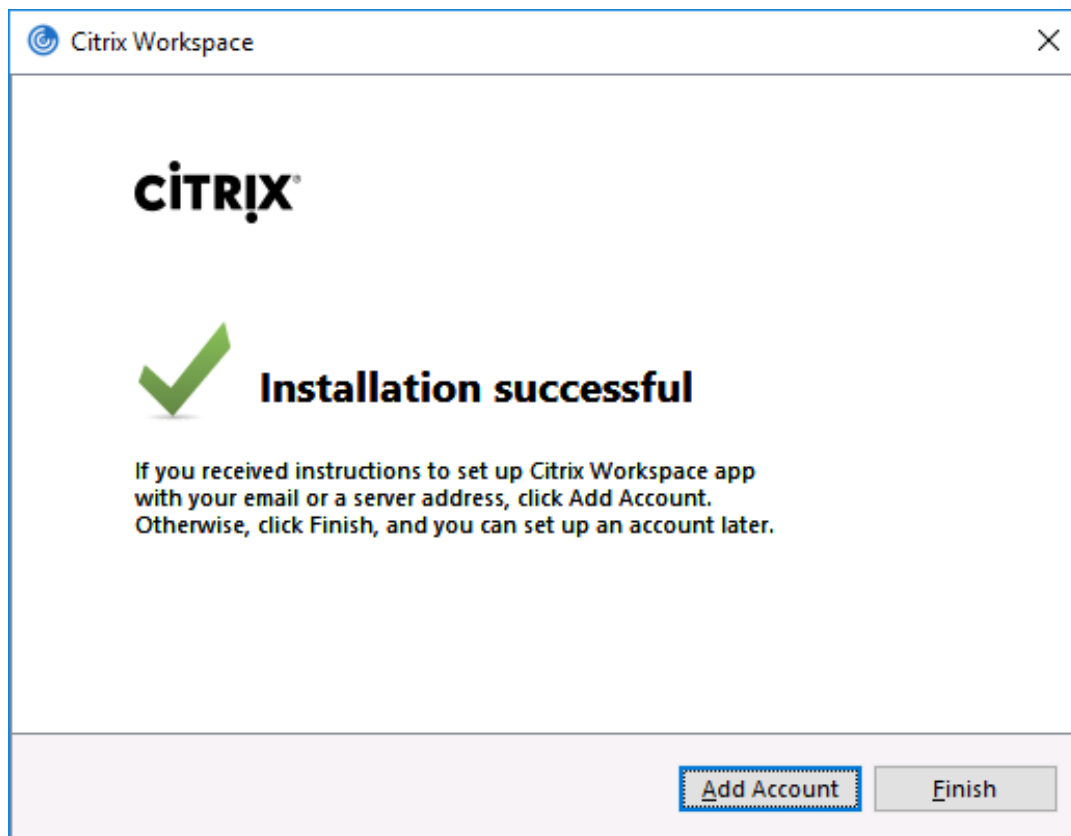 Citrix Workspace
CiTRIX®
Installation successful
If you received instructions to set up Citrix Workspace app
with your email or a server address, click Add Account.
Otherwise, click Finish, and you can set up an account later.
Add Account
Finish